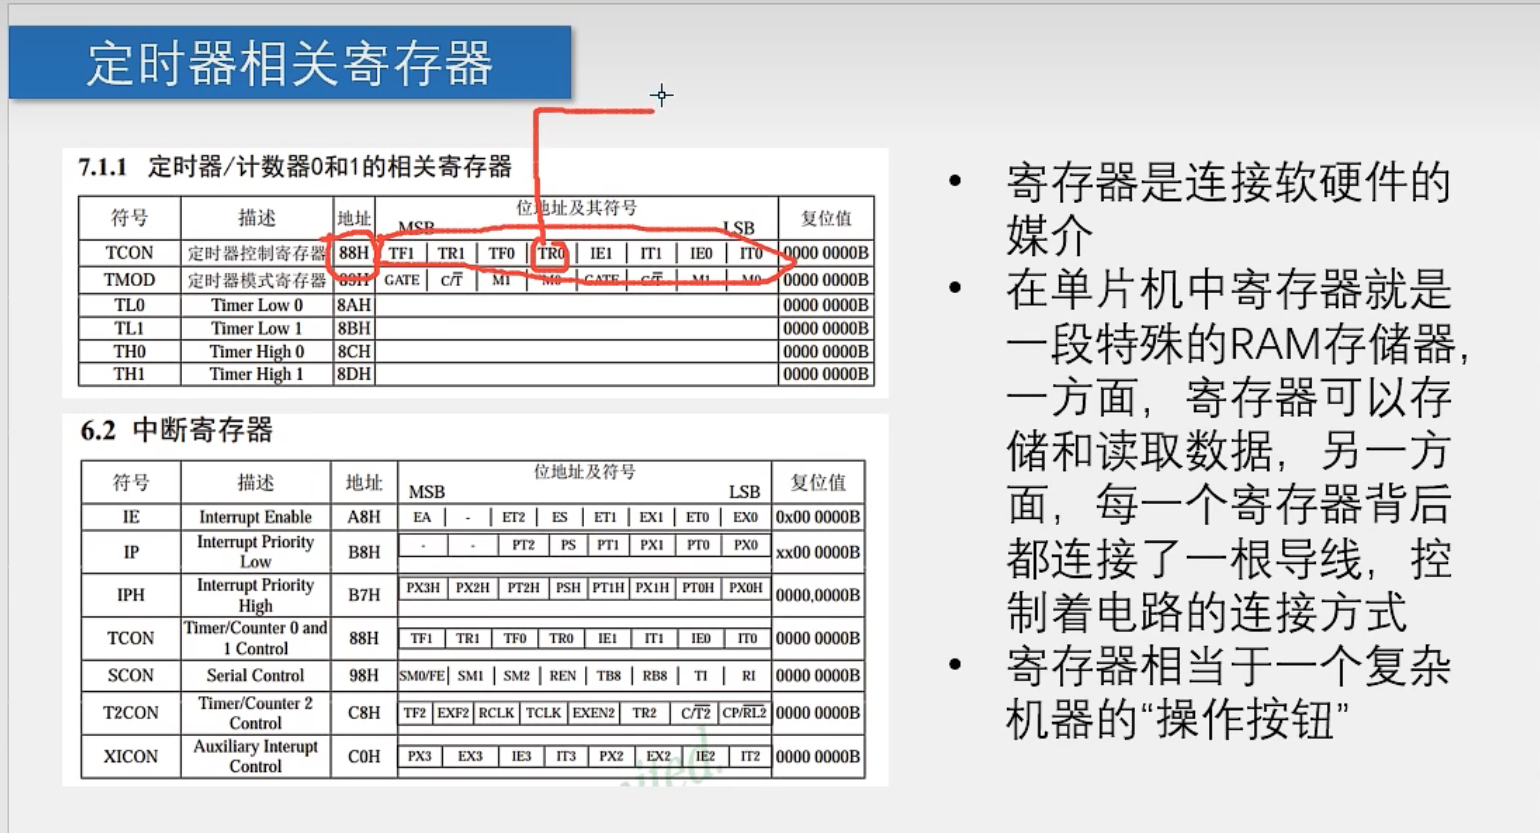 定时器相关寄存器
7.1.1 定时器/计数器0和1的相关寄存器
符号 描述 地址 位地址及其符号 复位值
MSB LSB
TCON 定时器控制寄存器 88H TF1 TR1 TF0 TR0 IE1 IT1 IE0 IT0 0000 0000B
TMOD 定时器模式寄存器 89H GATE C/T̅ M1 M0 GATE C/T̅ M1 M0 0000 0000B
TL0 Timer Low 0 8AH 0000 0000B
TL1 Timer Low 1 8BH 0000 0000B
TH0 Timer High 0 8CH 0000 0000B
TH1 Timer High 1 8DH 0000 0000B
6.2 中断寄存器
符号 描述 地址 位地址及符号 复位值
MSB LSB
IE Interrupt Enable A8H EA - ET2 ES ET1 EX1 ET0 EX0 0x00 0000B
IP Interrupt Priority Low B8H - - PT2 PS PT1 PX1 PT0 PX0 xx00 0000B
IPH Interrupt Priority High B7H PX3H PX2H PT2H PSH PT1H PX1H PT0H PX0H 0000,0000B
TCON Timer/Counter 0 and 1 Control 88H TF1 TR1 TF0 TR0 IE1 IT1 IE0 IT0 0000 0000B
SCON Serial Control 98H SM0/FE SM1 SM2 REN TB8 RB8 TI RI 0000 0000B
T2CON Timer/Counter 2 Control C8H TF2 EXF2 RCLK TCLK EXEN2 TR2 C/T̅2̅ CP/R̅L̅2̅ 0000 0000B
XICON Auxiliary Interupt Control C0H PX3 EX3 IE3 IT3 PX2 EX2 IE2 IT2 0000 0000B
• 寄存器是连接软硬件的
媒介
• 在单片机中寄存器就是
一段特殊的RAM存储器，
一方面，寄存器可以存
储和读取数据，另一方
面，每一个寄存器背后
都连接了一根导线，控
制着电路的连接方式
• 寄存器相当于一个复杂
机器的“操作按钮”